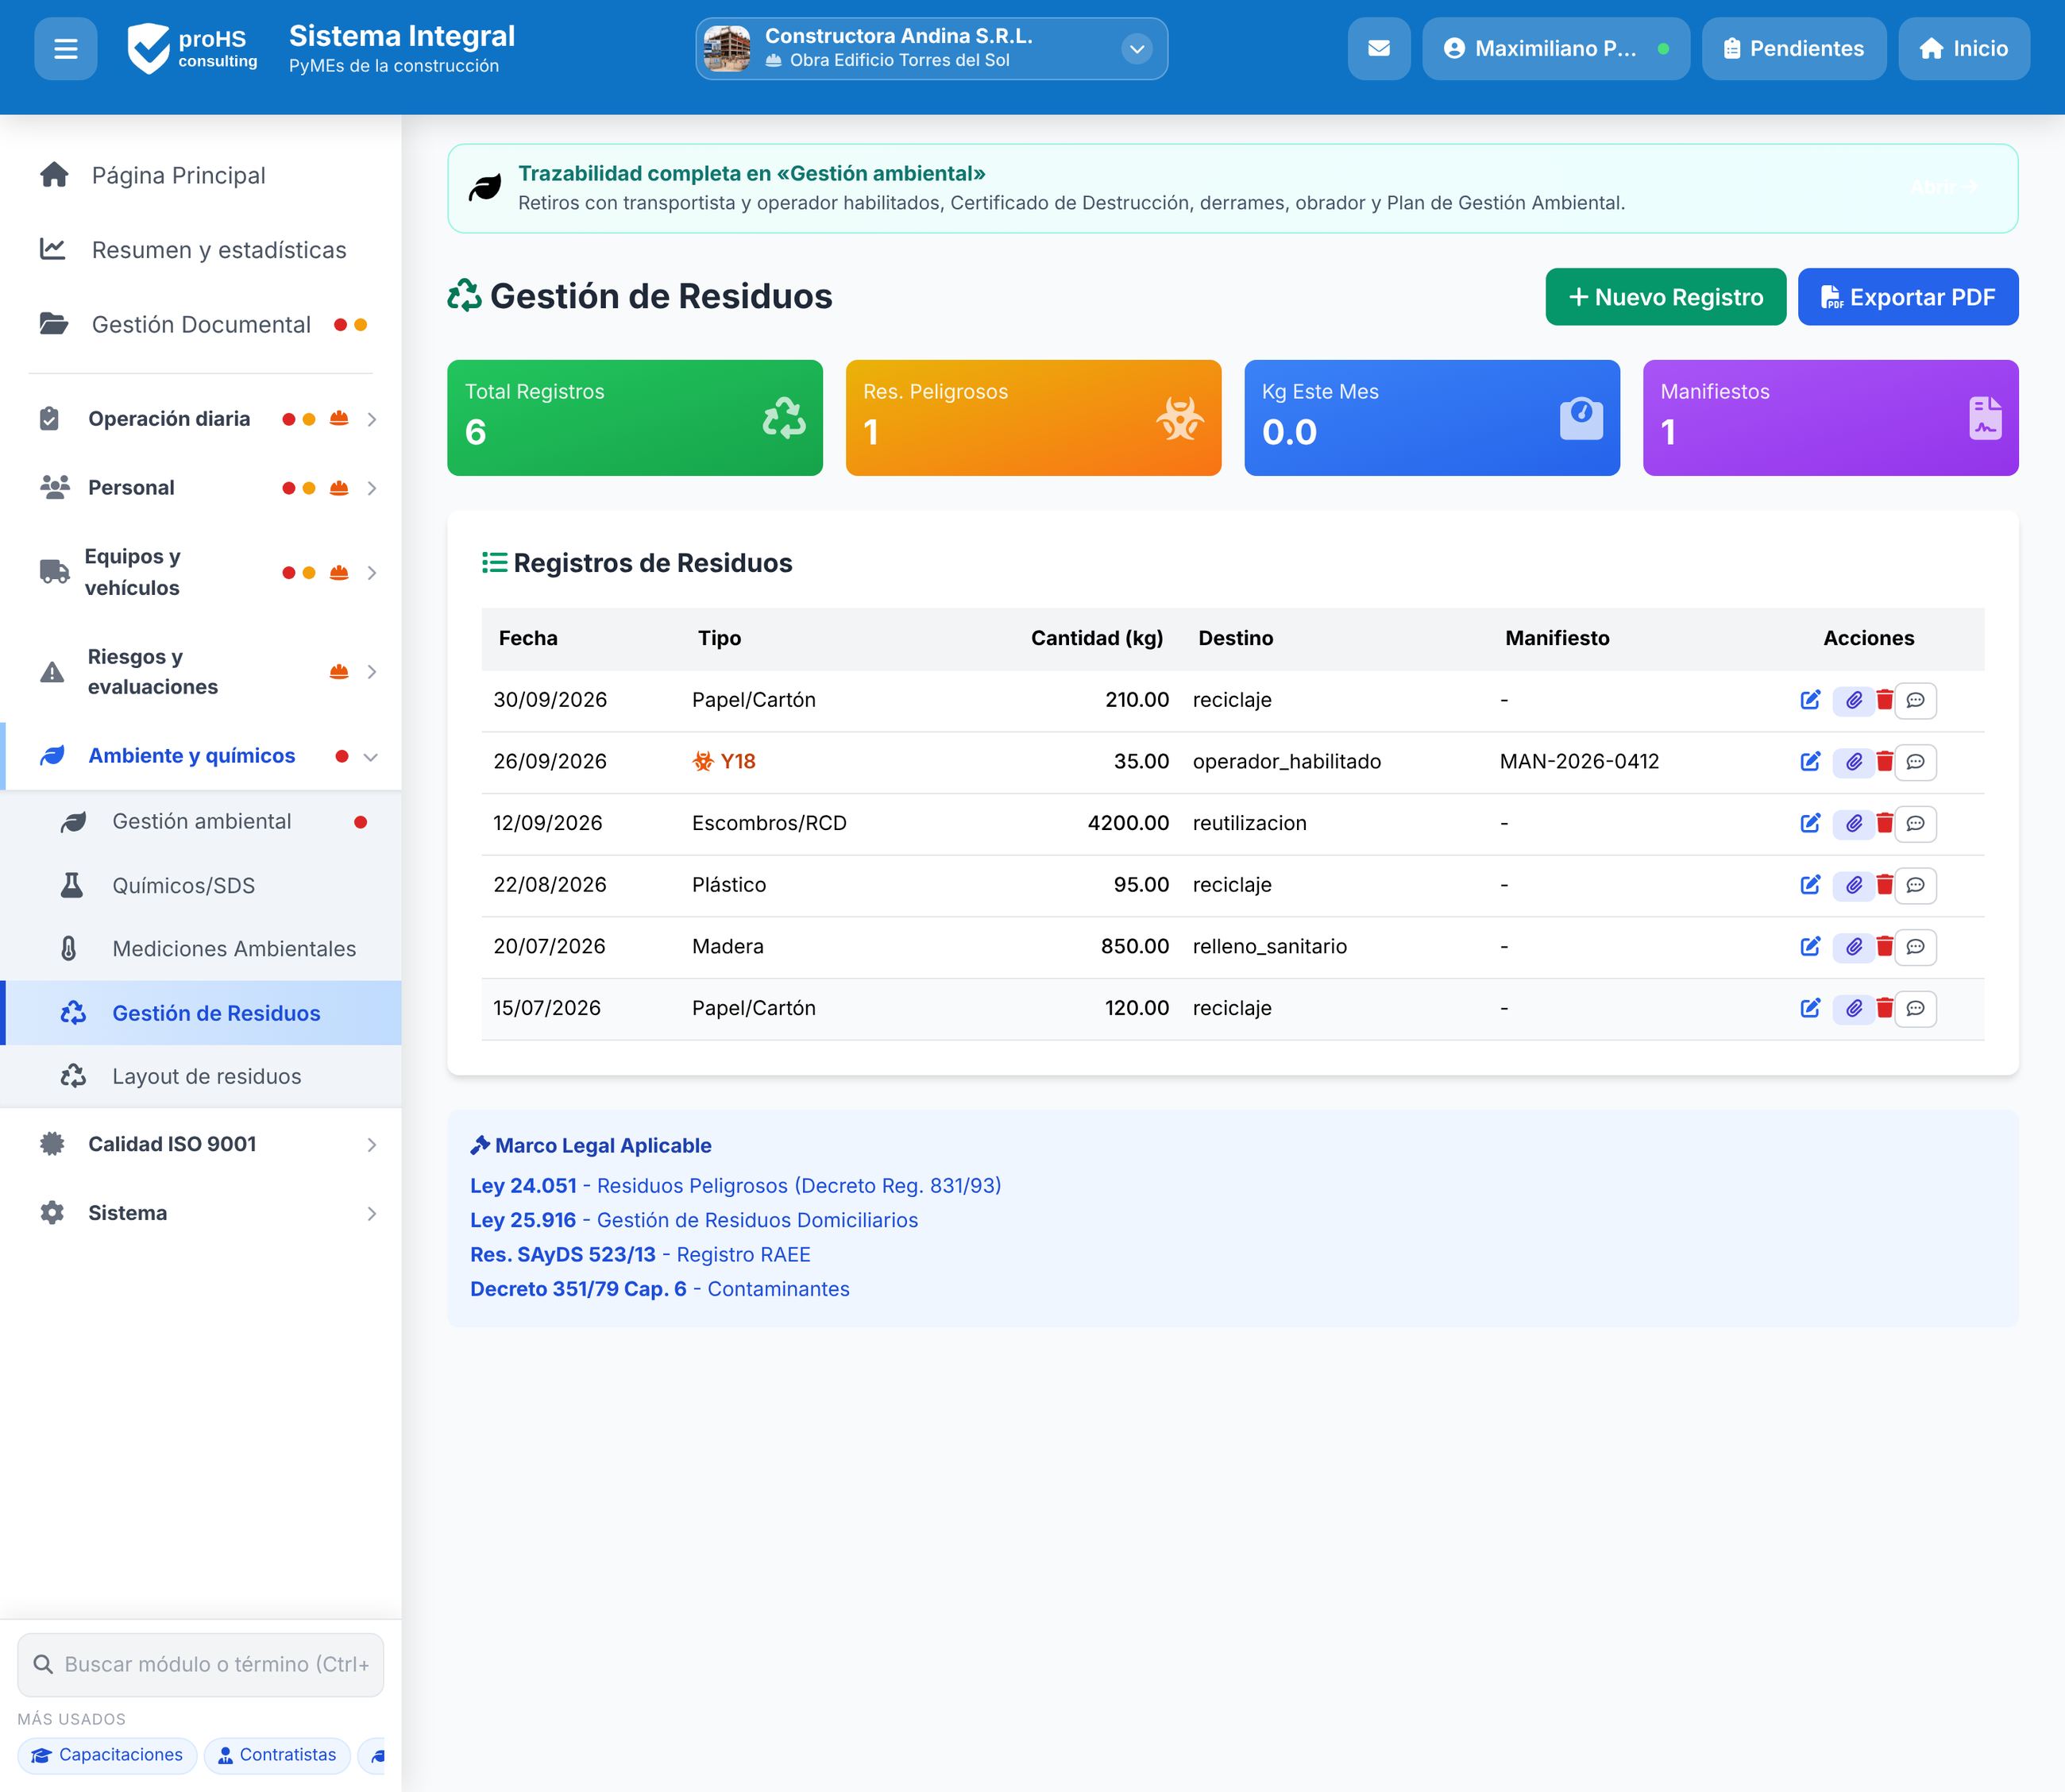 proHS
consulting
Sistema Integral
PyMEs de la construcción
Constructora Andina S.R.L.
Obra Edificio Torres del Sol
Maximiliano P...
Pendientes
Inicio
Página Principal
Resumen y estadísticas
Gestión Documental
Operación diaria
Personal
Equipos y
vehículos
Riesgos y
evaluaciones
Ambiente y químicos
Gestión ambiental
Químicos/SDS
Mediciones Ambientales
Gestión de Residuos
Layout de residuos
Calidad ISO 9001
Sistema
Buscar módulo o término (Ctrl+
MÁS USADOS
Capacitaciones
Contratistas
Trazabilidad completa en «Gestión ambiental»
Retiros con transportista y operador habilitados, Certificado de Destrucción, derrames, obrador y Plan de Gestión Ambiental.
Abrir →
Gestión de Residuos
+ Nuevo Registro
PDF Exportar PDF
Total Registros
6
Res. Peligrosos
1
Kg Este Mes
0.0
Manifiestos
1
Registros de Residuos
Fecha Tipo Cantidad (kg) Destino Manifiesto Acciones
30/09/2026 Papel/Cartón 210.00 reciclaje -
26/09/2026 Y18 35.00 operador_habilitado MAN-2026-0412
12/09/2026 Escombros/RCD 4200.00 reutilizacion -
22/08/2026 Plástico 95.00 reciclaje -
20/07/2026 Madera 850.00 relleno_sanitario -
15/07/2026 Papel/Cartón 120.00 reciclaje -
Marco Legal Aplicable
Ley 24.051 - Residuos Peligrosos (Decreto Reg. 831/93)
Ley 25.916 - Gestión de Residuos Domiciliarios
Res. SAyDS 523/13 - Registro RAEE
Decreto 351/79 Cap. 6 - Contaminantes